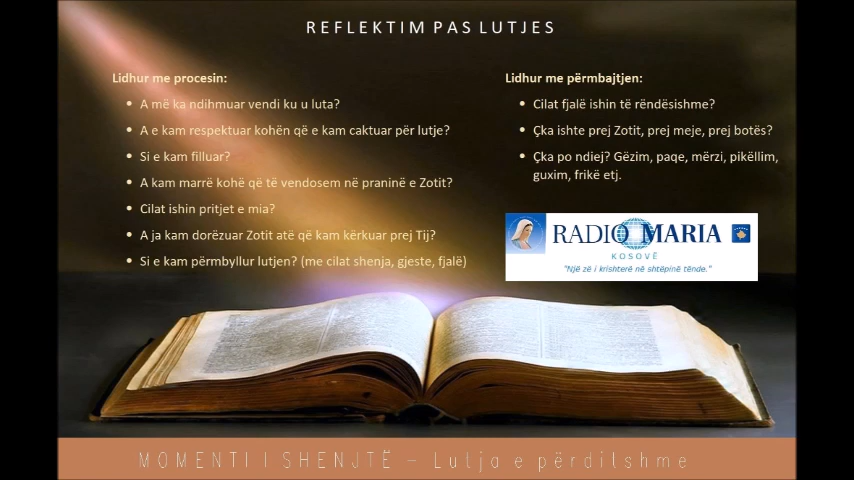 REFLEKTIM PAS LUTJES
Lidhur me procesin:
• A më ka ndihmuar vendi ku u luta?
• A e kam respektuar kohën që e kam caktuar për lutje?
• Si e kam filluar?
• A kam marrë kohë që të vendosem në praninë e Zotit?
• Cilat ishin pritjet e mia?
• A ja kam dorëzuar Zotit atë që kam kërkuar prej Tij?
• Si e kam përmbyllur lutjen? (me cilat shenja, gjeste, fjalë)
Lidhur me përmbajtjen:
• Cilat fjalë ishin të rëndësishme?
• Çka ishte prej Zotit, prej meje, prej botës?
• Çka po ndiej? Gëzim, paqe, mërzi, pikëllim,
guxim, frikë etj.
RADIO MARIA
KOSOVË
"Një zë i krishterë në shtëpinë tënde."
MOMENTI I SHENJTË – Lutja e përditshme